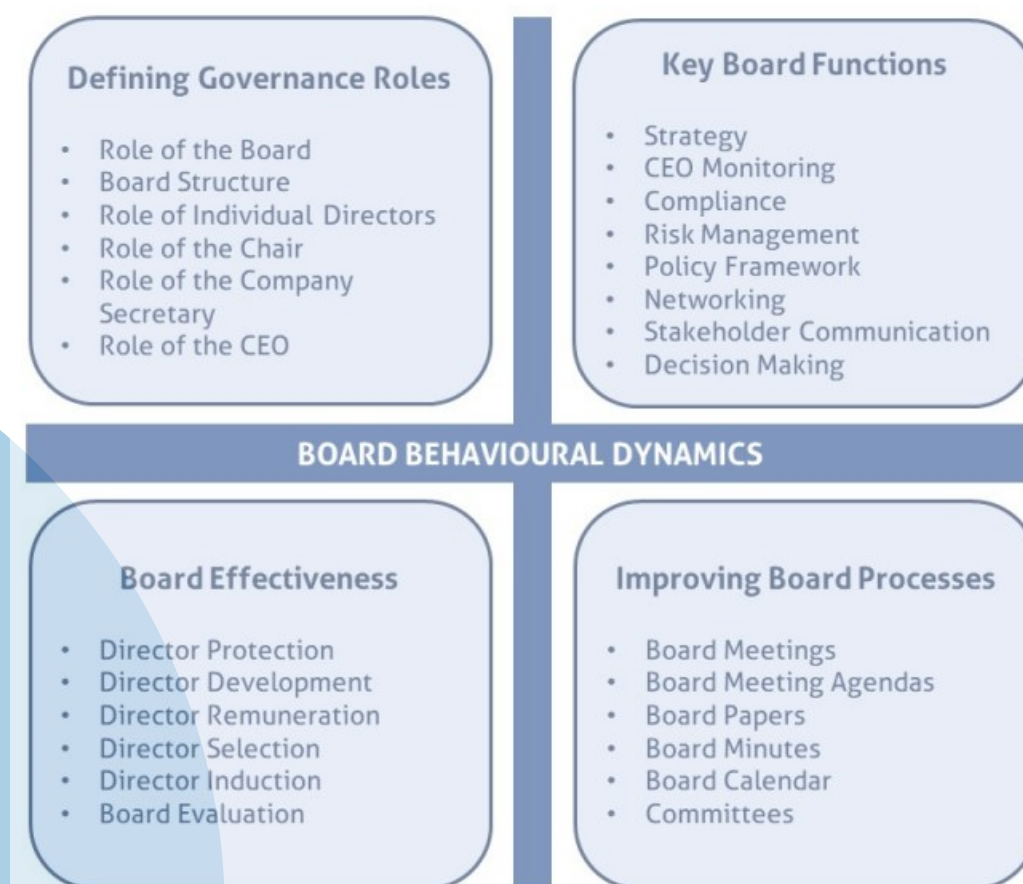 Defining Governance Roles
• Role of the Board
• Board Structure
• Role of Individual Directors
• Role of the Chair
• Role of the Company
Secretary
• Role of the CEO
Key Board Functions
• Strategy
• CEO Monitoring
• Compliance
• Risk Management
• Policy Framework
• Networking
• Stakeholder Communication
• Decision Making
BOARD BEHAVIOURAL DYNAMICS
Board Effectiveness
• Director Protection
• Director Development
• Director Remuneration
• Director Selection
• Director Induction
• Board Evaluation
Improving Board Processes
• Board Meetings
• Board Meeting Agendas
• Board Papers
• Board Minutes
• Board Calendar
• Committees